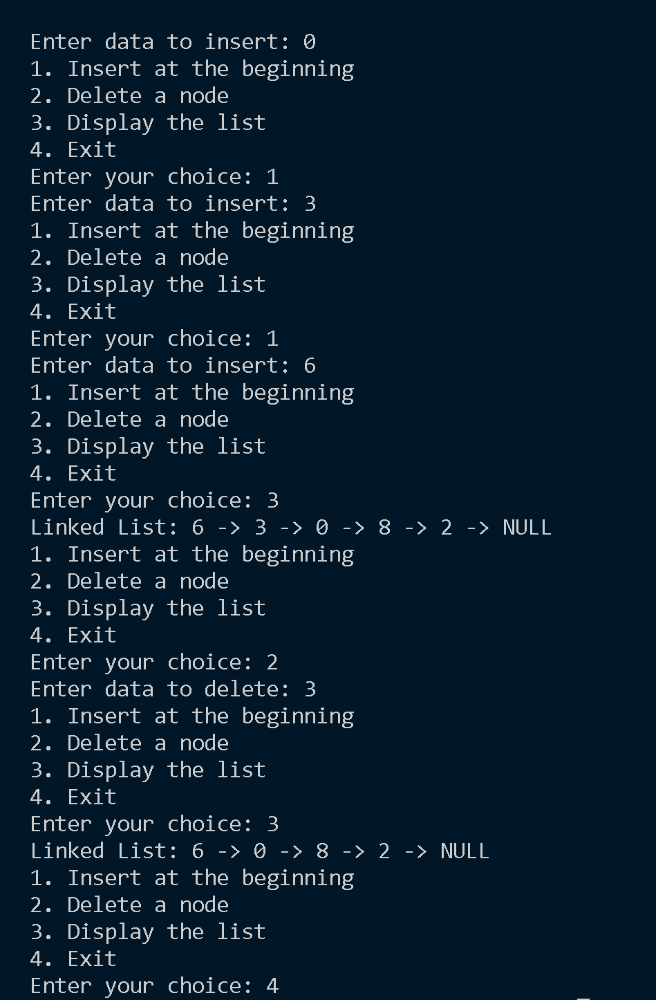 Enter data to insert: 0
1. Insert at the beginning
2. Delete a node
3. Display the list
4. Exit
Enter your choice: 1
Enter data to insert: 3
1. Insert at the beginning
2. Delete a node
3. Display the list
4. Exit
Enter your choice: 1
Enter data to insert: 6
1. Insert at the beginning
2. Delete a node
3. Display the list
4. Exit
Enter your choice: 3
Linked List: 6 -> 3 -> 0 -> 8 -> 2 -> NULL
1. Insert at the beginning
2. Delete a node
3. Display the list
4. Exit
Enter your choice: 2
Enter data to delete: 3
1. Insert at the beginning
2. Delete a node
3. Display the list
4. Exit
Enter your choice: 3
Linked List: 6 -> 0 -> 8 -> 2 -> NULL
1. Insert at the beginning
2. Delete a node
3. Display the list
4. Exit
Enter your choice: 4